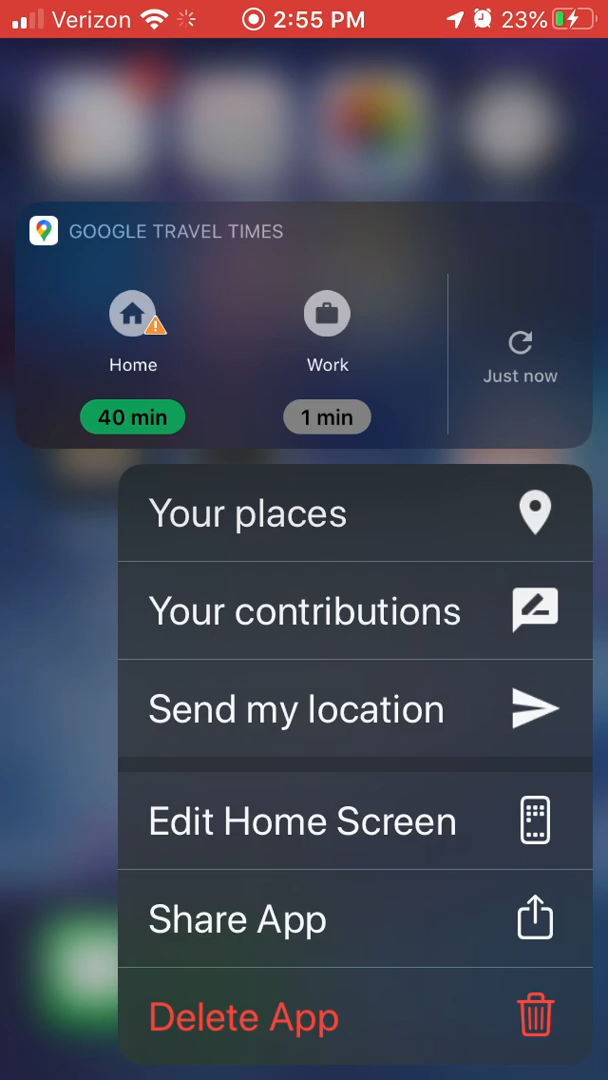 Verizon 2:55 PM 23%
GOOGLE TRAVEL TIMES
Home Work Just now
40 min 1 min
Your places
Your contributions
Send my location
Edit Home Screen
Share App
Delete App